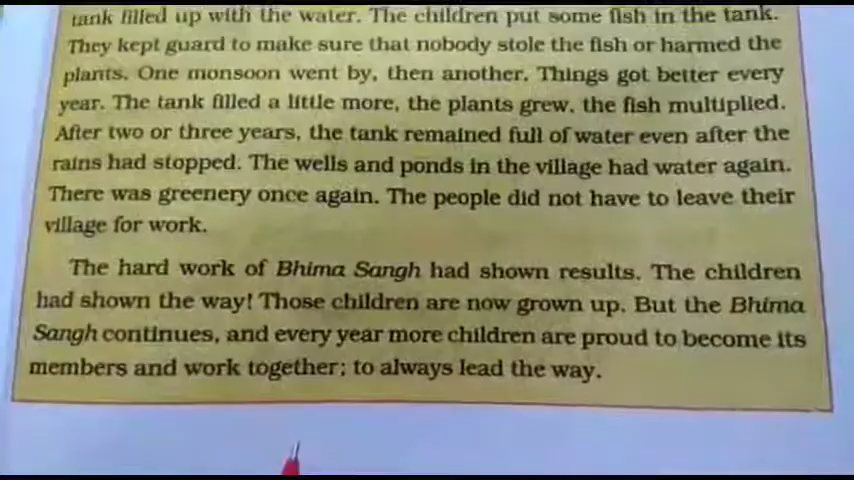 tank filled up with the water. The children put some fish in the tank.
They kept guard to make sure that nobody stole the fish or harmed the
plants. One monsoon went by, then another. Things got better every
year. The tank filled a little more, the plants grew, the fish multiplied.
After two or three years, the tank remained full of water even after the
rains had stopped. The wells and ponds in the village had water again.
There was greenery once again. The people did not have to leave their
village for work.
The hard work of Bhima Sangh had shown results. The children
had shown the way! Those children are now grown up. But the Bhima
Sangh continues, and every year more children are proud to become its
members and work together; to always lead the way.